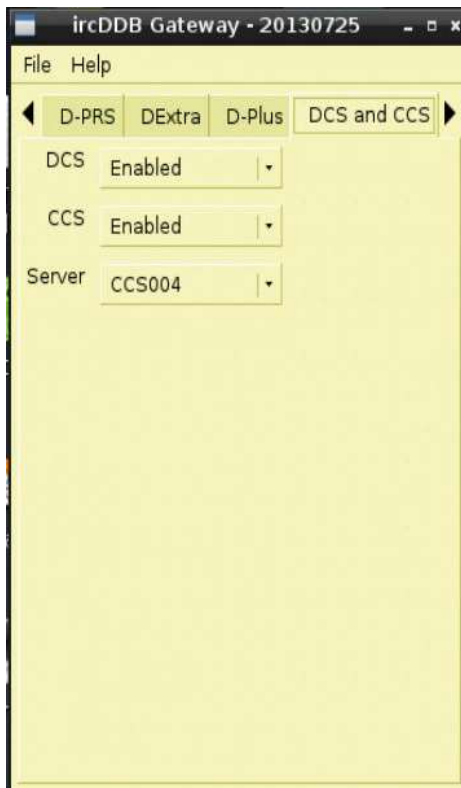 ircDDB Gateway - 20130725
File Help
D-PRS DExtra D-Plus DCS and CCS
DCS Enabled
CCS Enabled
Server CCS004